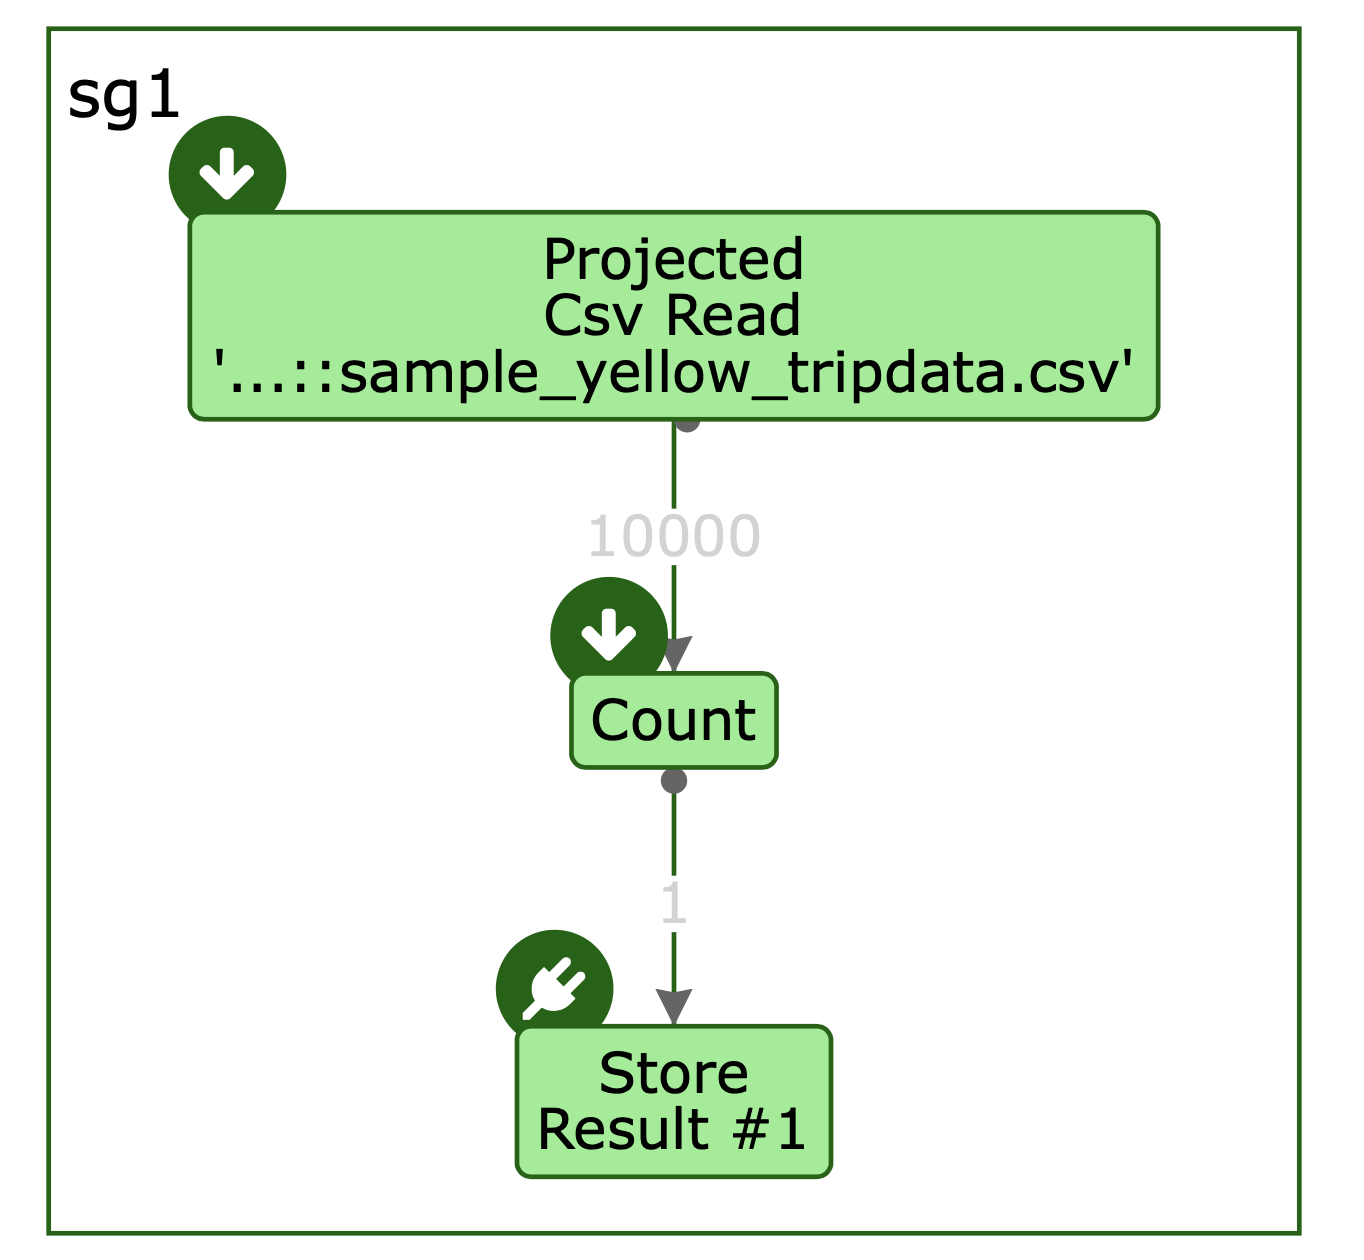 sg1
Projected
Csv Read
'...::sample_yellow_tripdata.csv'
10000
Count
1
Store
Result #1